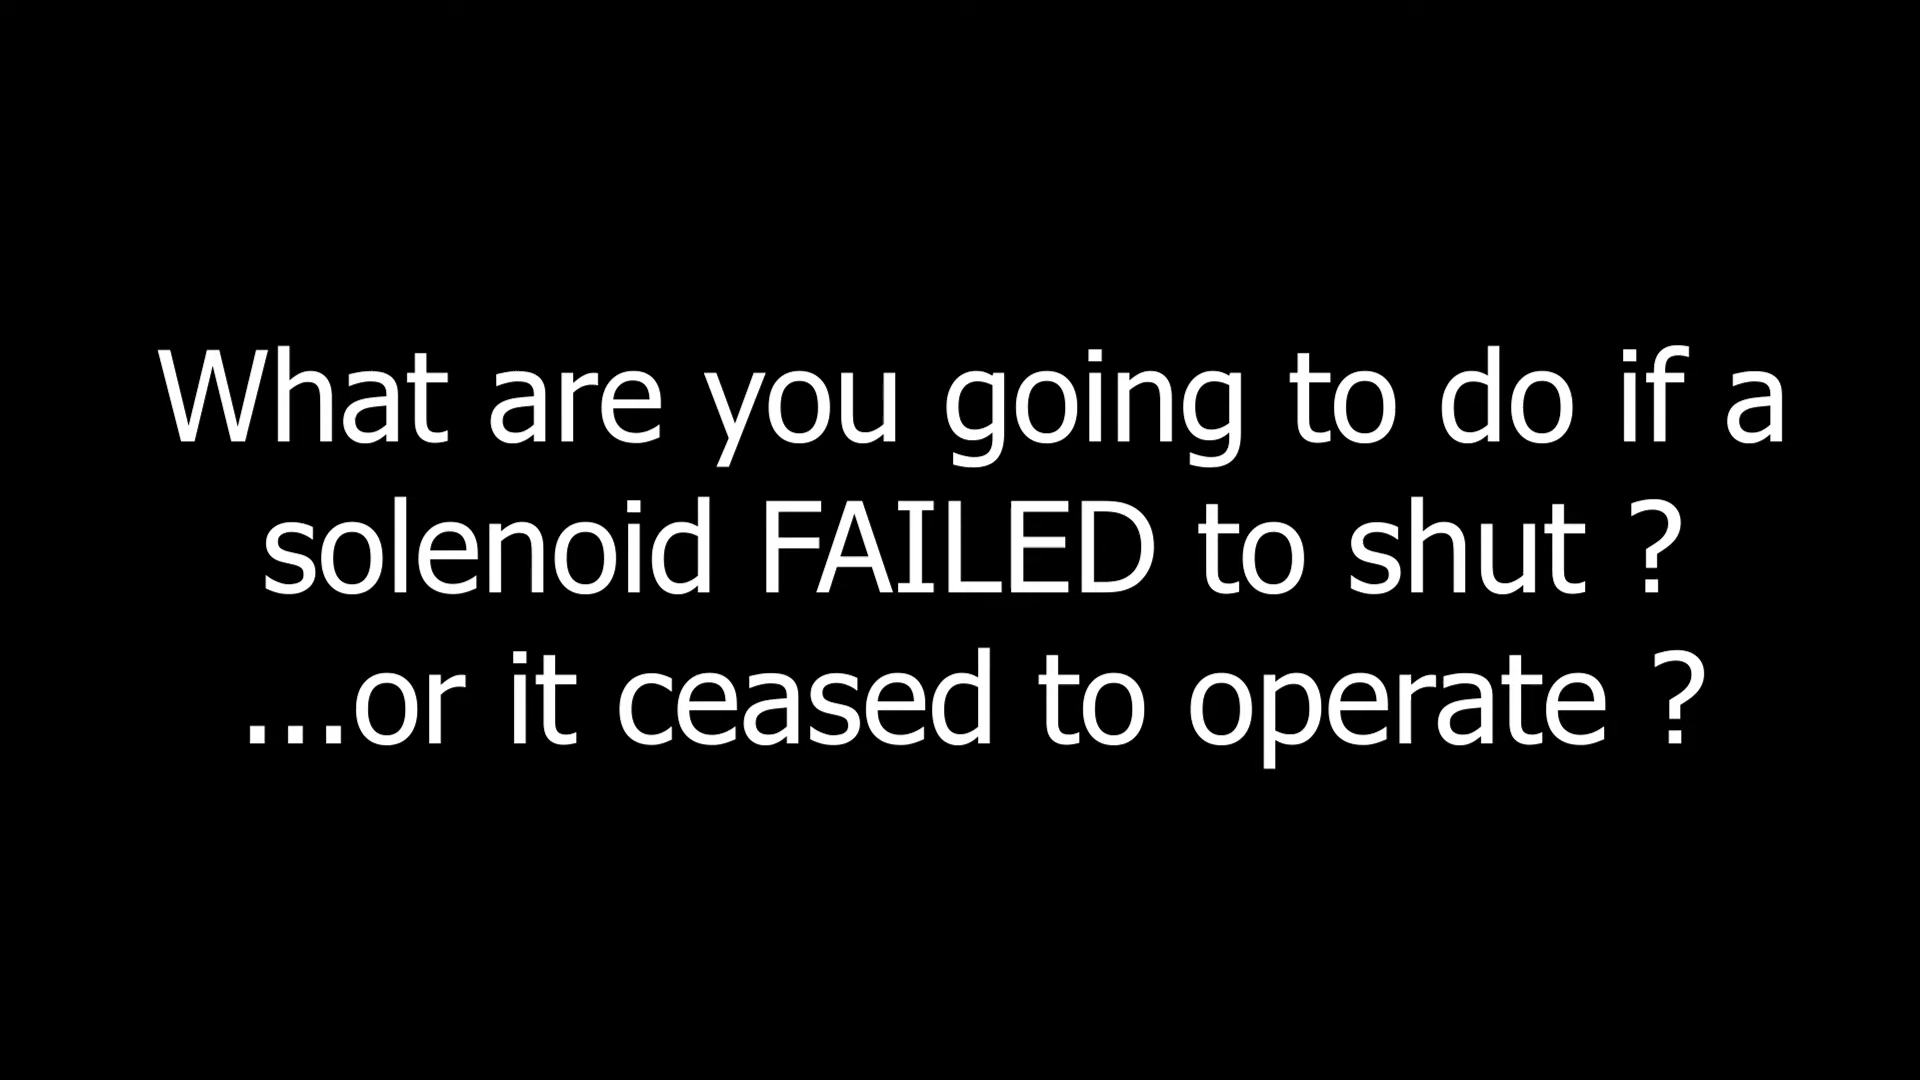 What are you going to do if a
solenoid FAILED to shut ?
...or it ceased to operate ?